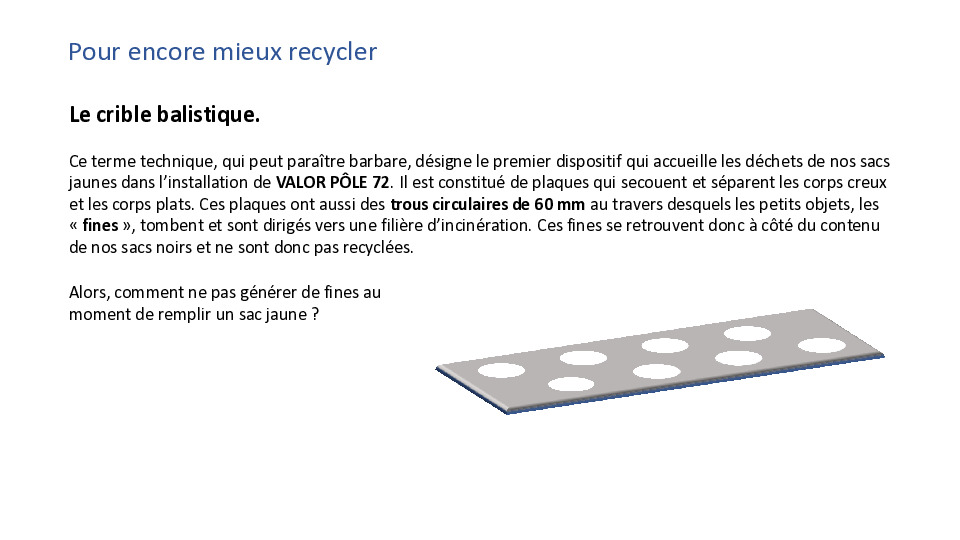 Pour encore mieux recycler
Le crible balistique.
Ce terme technique, qui peut paraître barbare, désigne le premier dispositif qui accueille les déchets de nos sacs
jaunes dans l’installation de VALOR PÔLE 72. Il est constitué de plaques qui secouent et séparent les corps creux
et les corps plats. Ces plaques ont aussi des trous circulaires de 60 mm au travers desquels les petits objets, les
« fines », tombent et sont dirigés vers une filière d’incinération. Ces fines se retrouvent donc à côté du contenu
de nos sacs noirs et ne sont donc pas recyclées.
Alors, comment ne pas générer de fines au
moment de remplir un sac jaune ?